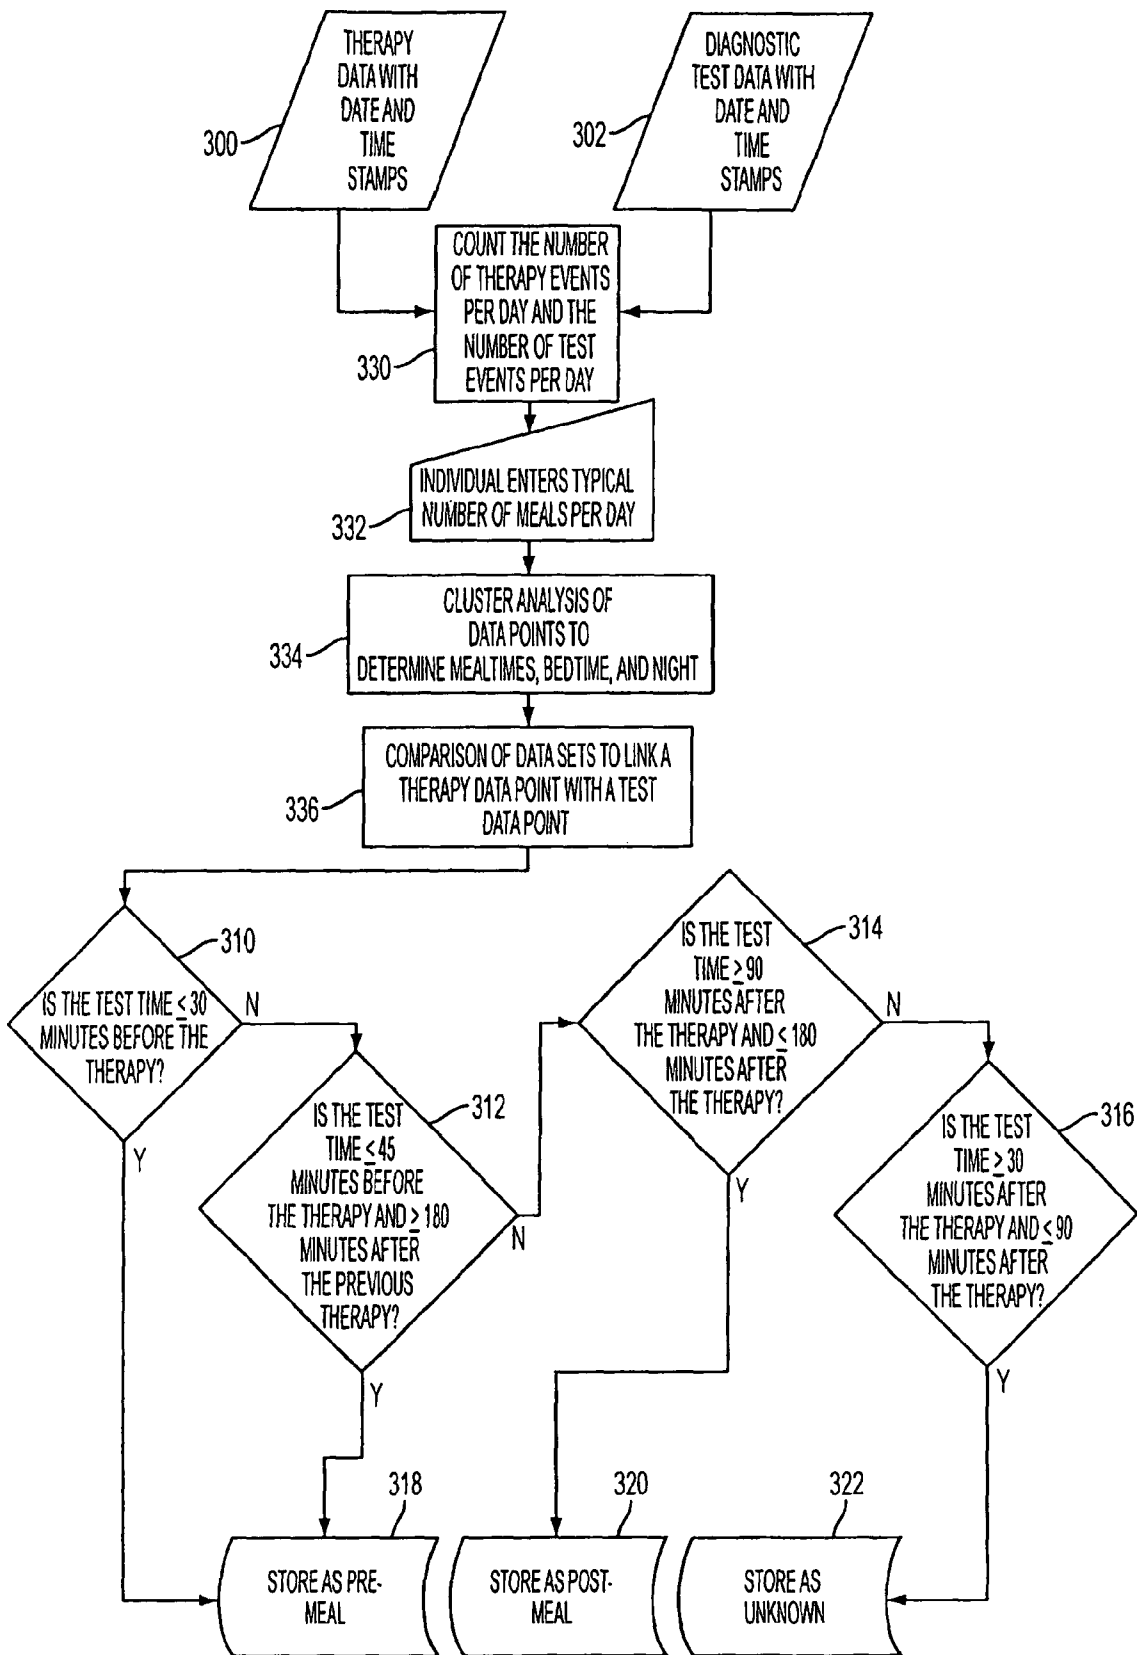 THERAPY
DATA WITH
DATE AND
TIME
STAMPS
300
DIAGNOSTIC
TEST DATA WITH
DATE AND
TIME
STAMPS
302
COUNT THE NUMBER
OF THERAPY EVENTS
PER DAY AND THE
NUMBER OF TEST
EVENTS PER DAY
330
INDIVIDUAL ENTERS TYPICAL
NUMBER OF MEALS PER DAY
332
CLUSTER ANALYSIS OF
DATA POINTS TO
DETERMINE MEALTIMES, BEDTIME, AND NIGHT
334
COMPARISON OF DATA SETS TO LINK A
THERAPY DATA POINT WITH A TEST
DATA POINT
336
310
IS THE TEST TIME ≤ 30
MINUTES BEFORE THE
THERAPY?
N
Y
312
IS THE TEST
TIME ≤ 45
MINUTES BEFORE
THE THERAPY AND ≥ 180
MINUTES AFTER
THE PREVIOUS
THERAPY?
N
Y
314
IS THE TEST
TIME ≥ 90
MINUTES AFTER
THE THERAPY AND ≤ 180
MINUTES AFTER
THE THERAPY?
N
Y
316
IS THE TEST
TIME ≥ 30
MINUTES AFTER
THE THERAPY AND ≤ 90
MINUTES AFTER
THE THERAPY?
Y
318
STORE AS PRE-
MEAL
320
STORE AS POST-
MEAL
322
STORE AS
UNKNOWN